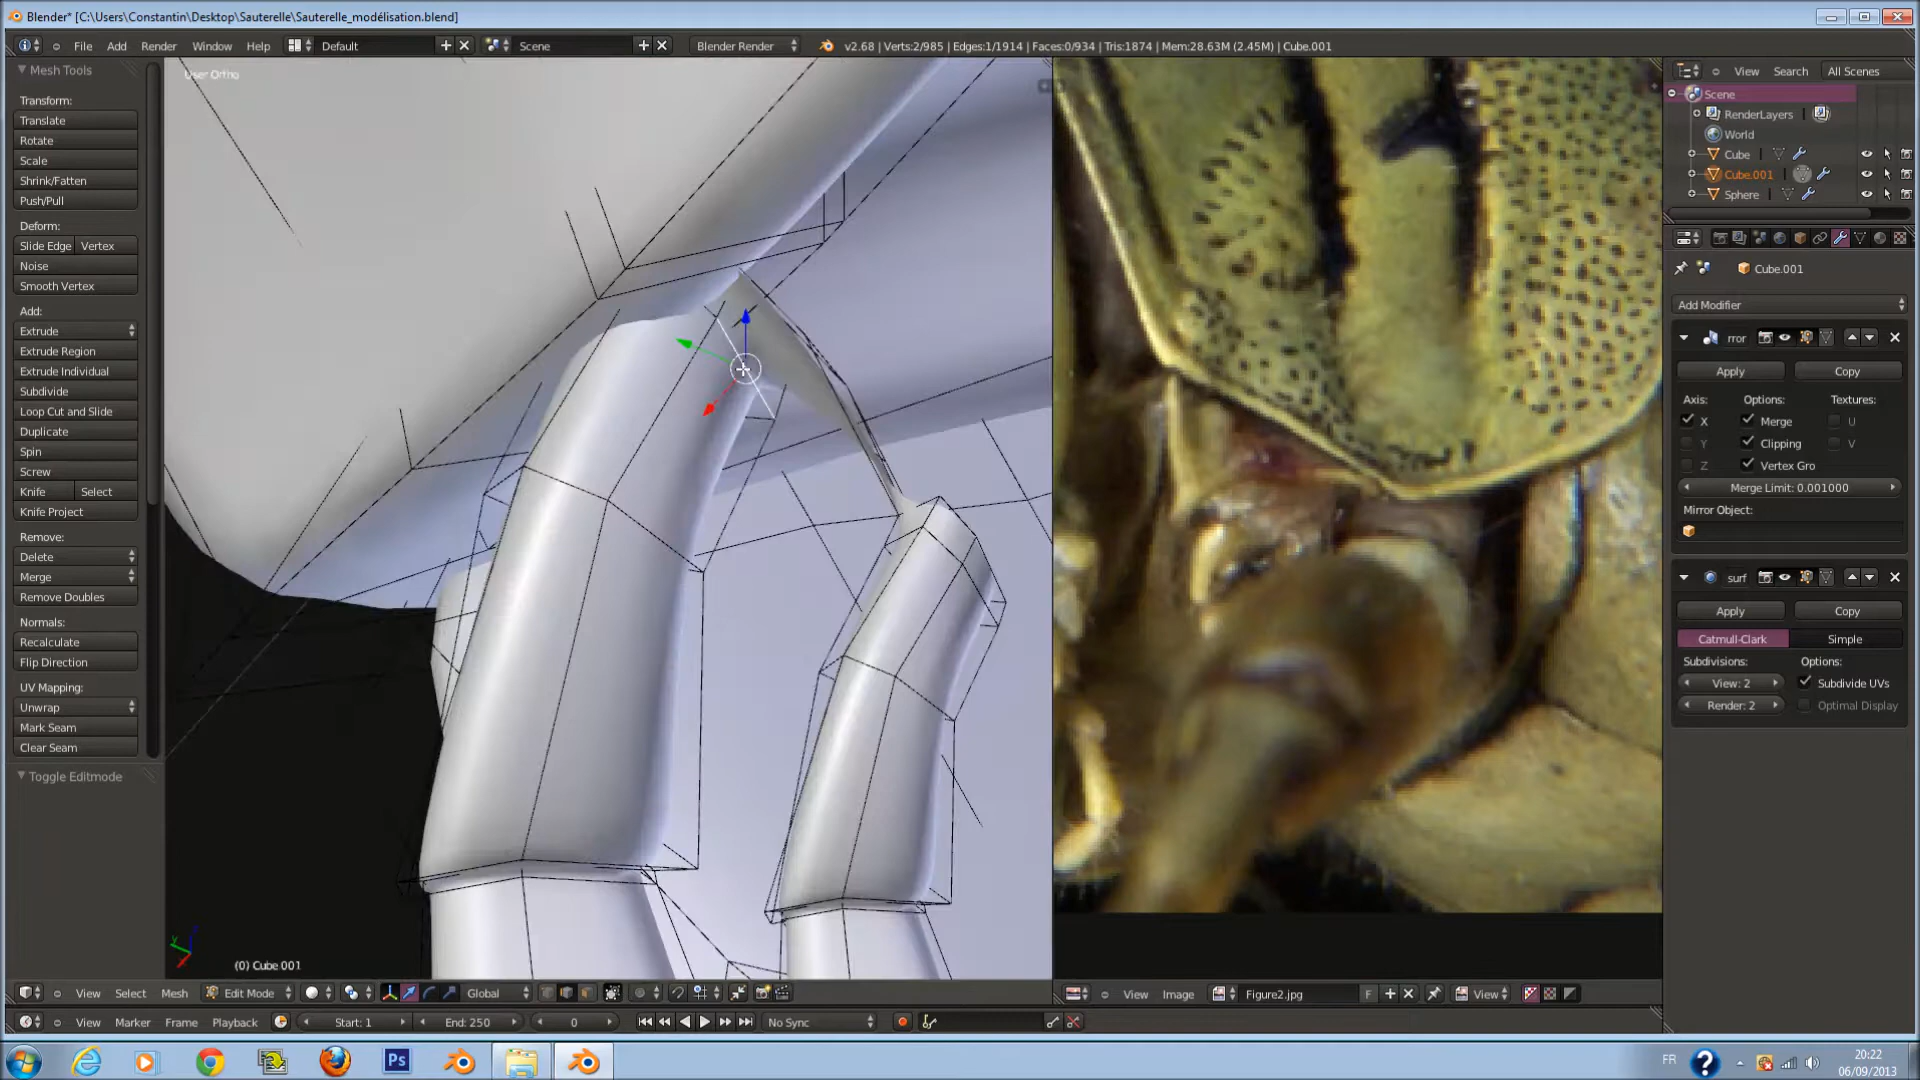 Blender* [C:\Users\Constantin\Desktop\Sauterelle\Sauterelle_modélisation.blend]
File Add Render Window Help Default Scene Blender Render v2.68 | Verts:2/985 | Edges:1/1914 | Faces:0/934 | Tris:1874 | Mem:28.63M (2.45M) | Cube.001
Mesh Tools
Transform:
Translate
Rotate
Scale
Shrink/Fatten
Push/Pull
Deform:
Slide Edge Vertex
Noise
Smooth Vertex
Add:
Extrude
Extrude Region
Extrude Individual
Subdivide
Loop Cut and Slide
Duplicate
Spin
Screw
Knife Select
Knife Project
Remove:
Delete
Merge
Remove Doubles
Normals:
Recalculate
Flip Direction
UV Mapping:
Unwrap
Mark Seam
Clear Seam
Toggle Editmode
User Ortho
(0) Cube.001
View Search All Scenes
Scene
RenderLayers
World
Cube
Cube.001
Sphere
Cube.001
Add Modifier
rror
Apply Copy
Axis: Options: Textures:
X Merge U
Y Clipping V
Z Vertex Gro
Merge Limit: 0.001000
Mirror Object:
surf
Apply Copy
Catmull-Clark Simple
Subdivisions: Options:
View: 2 Subdivide UVs
Render: 2 Optimal Display
View Select Mesh Edit Mode Global
View Image Figure2.jpg F View
View Marker Frame Playback Start: 1 End: 250 0 No Sync
Ps
FR
20:22
06/09/2013